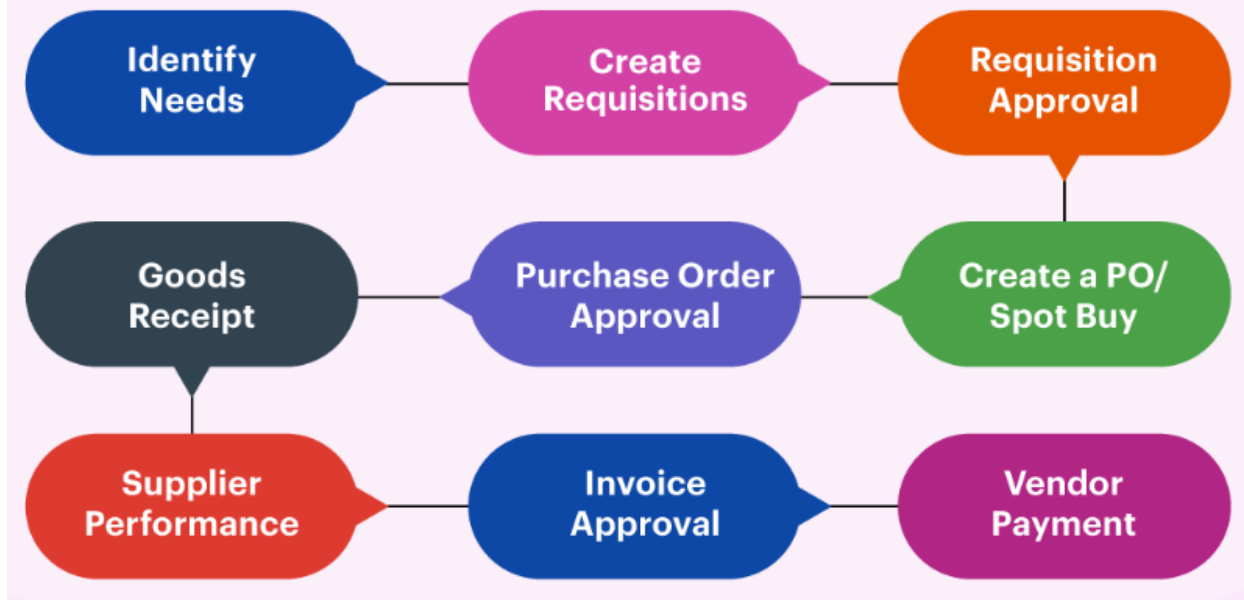 Identify
Needs
Create
Requisitions
Requisition
Approval
Create a PO/
Spot Buy
Purchase Order
Approval
Goods
Receipt
Supplier
Performance
Invoice
Approval
Vendor
Payment